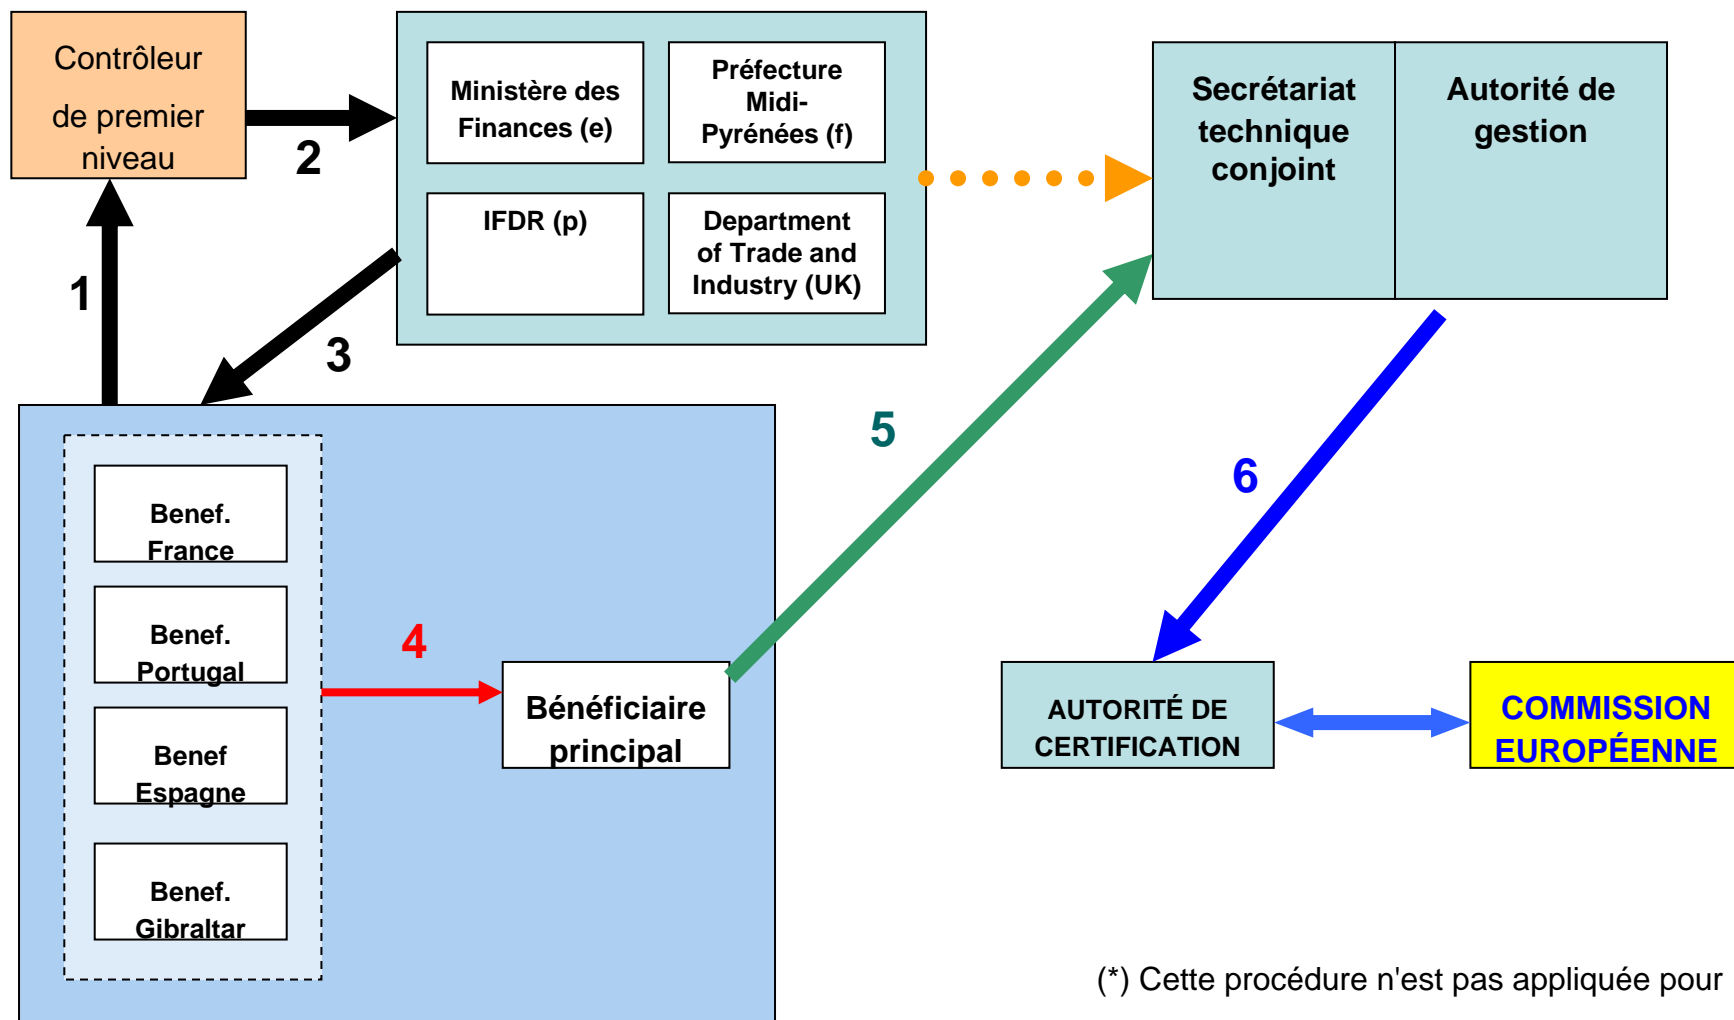 Contrôleur
de premier
niveau
2
Ministère des
Finances (e)
Préfecture
Midi-
Pyrénées (f)
IFDR (p)
Department
of Trade and
Industry (UK)
Secrétariat
technique
conjoint
Autorité de
gestion
1
3
5
6
Benef.
France
Benef.
Portugal
Benef
Espagne
Benef.
Gibraltar
4
Bénéficiaire
principal
AUTORITÉ DE
CERTIFICATION
COMMISSION
EUROPÉENNE
(*) Cette procédure n'est pas appliquée pour